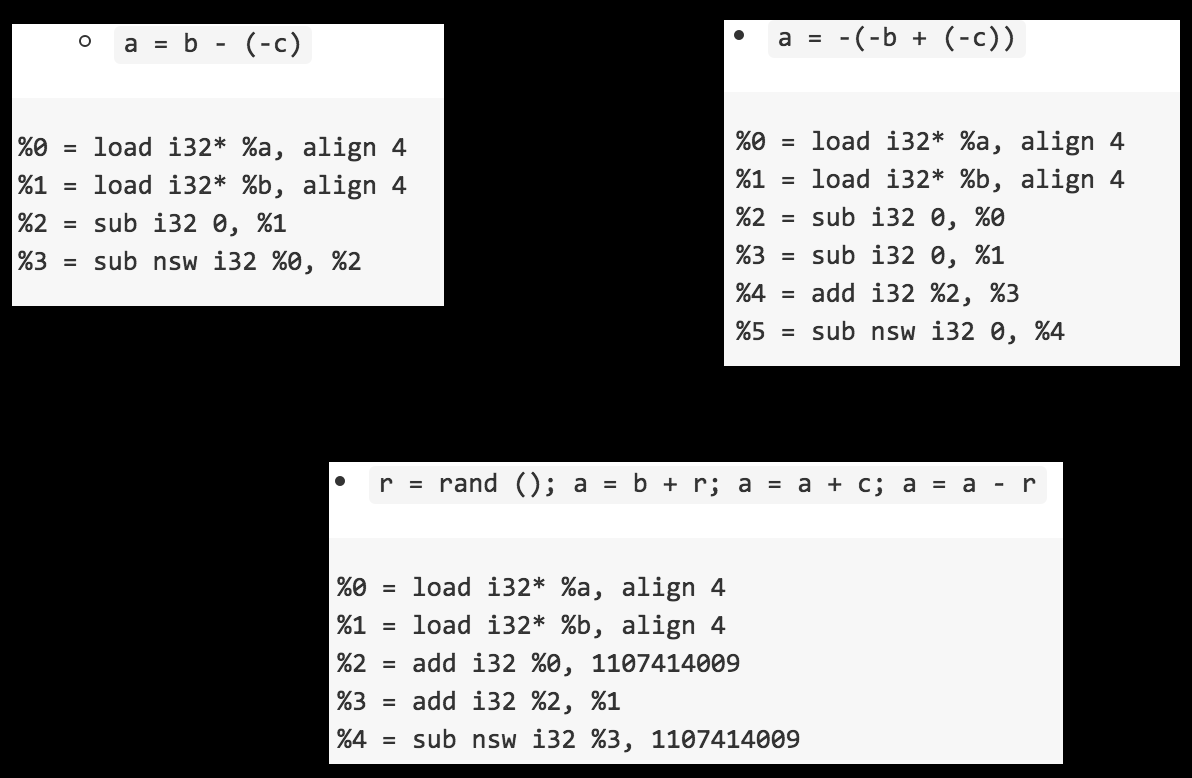 a = b - (-c)
%0 = load i32* %a, align 4
%1 = load i32* %b, align 4
%2 = sub i32 0, %1
%3 = sub nsw i32 %0, %2
a = -(-b + (-c))
%0 = load i32* %a, align 4
%1 = load i32* %b, align 4
%2 = sub i32 0, %0
%3 = sub i32 0, %1
%4 = add i32 %2, %3
%5 = sub nsw i32 0, %4
r = rand (); a = b + r; a = a + c; a = a - r
%0 = load i32* %a, align 4
%1 = load i32* %b, align 4
%2 = add i32 %0, 1107414009
%3 = add i32 %2, %1
%4 = sub nsw i32 %3, 1107414009